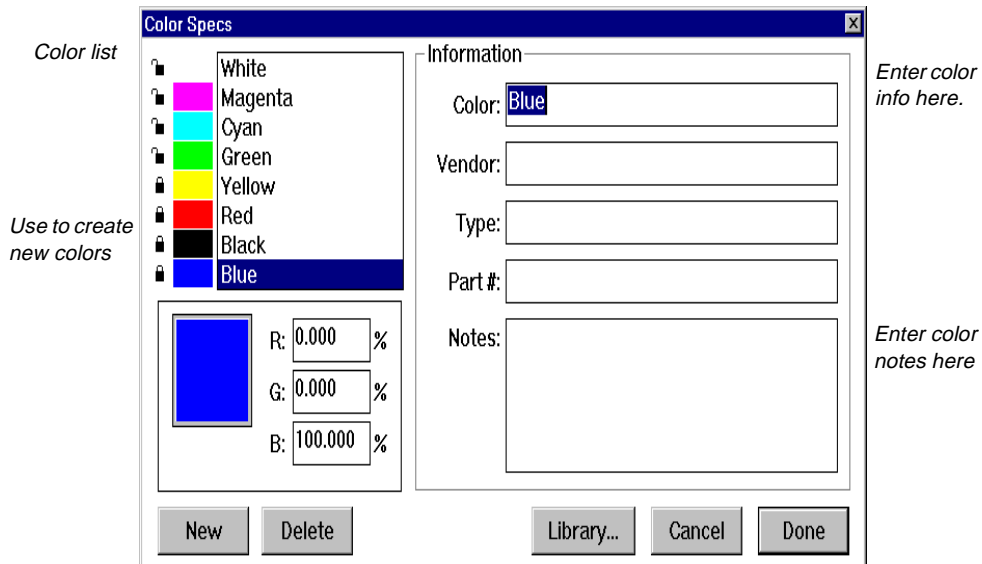 Color Specs
Color list
White
Magenta
Cyan
Green
Yellow
Red
Black
Blue
Use to create
new colors
R: 0.000 %
G: 0.000 %
B: 100.000 %
New
Delete
Information
Color: Blue
Vendor:
Type:
Part #:
Notes:
Enter color
info here.
Enter color
notes here
Library...
Cancel
Done